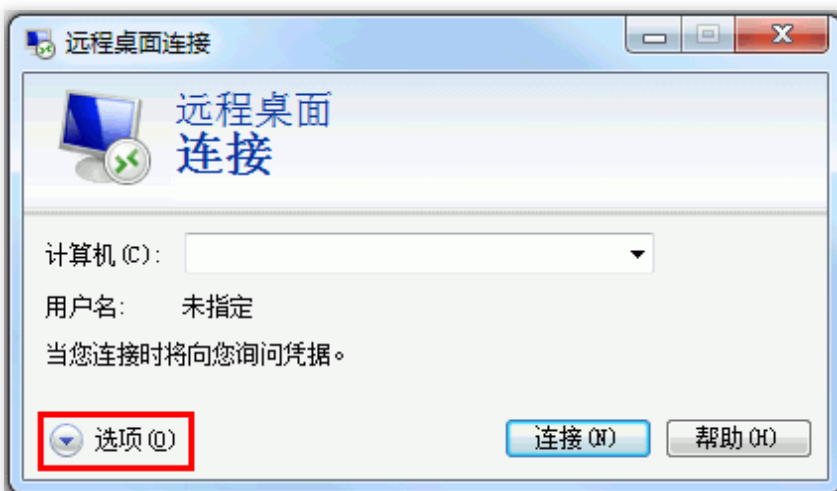 远程桌面连接
远程桌面
连接
计算机(C):
用户名: 未指定
当您连接时将向您询问凭据。
选项(O) 连接(N) 帮助(H)